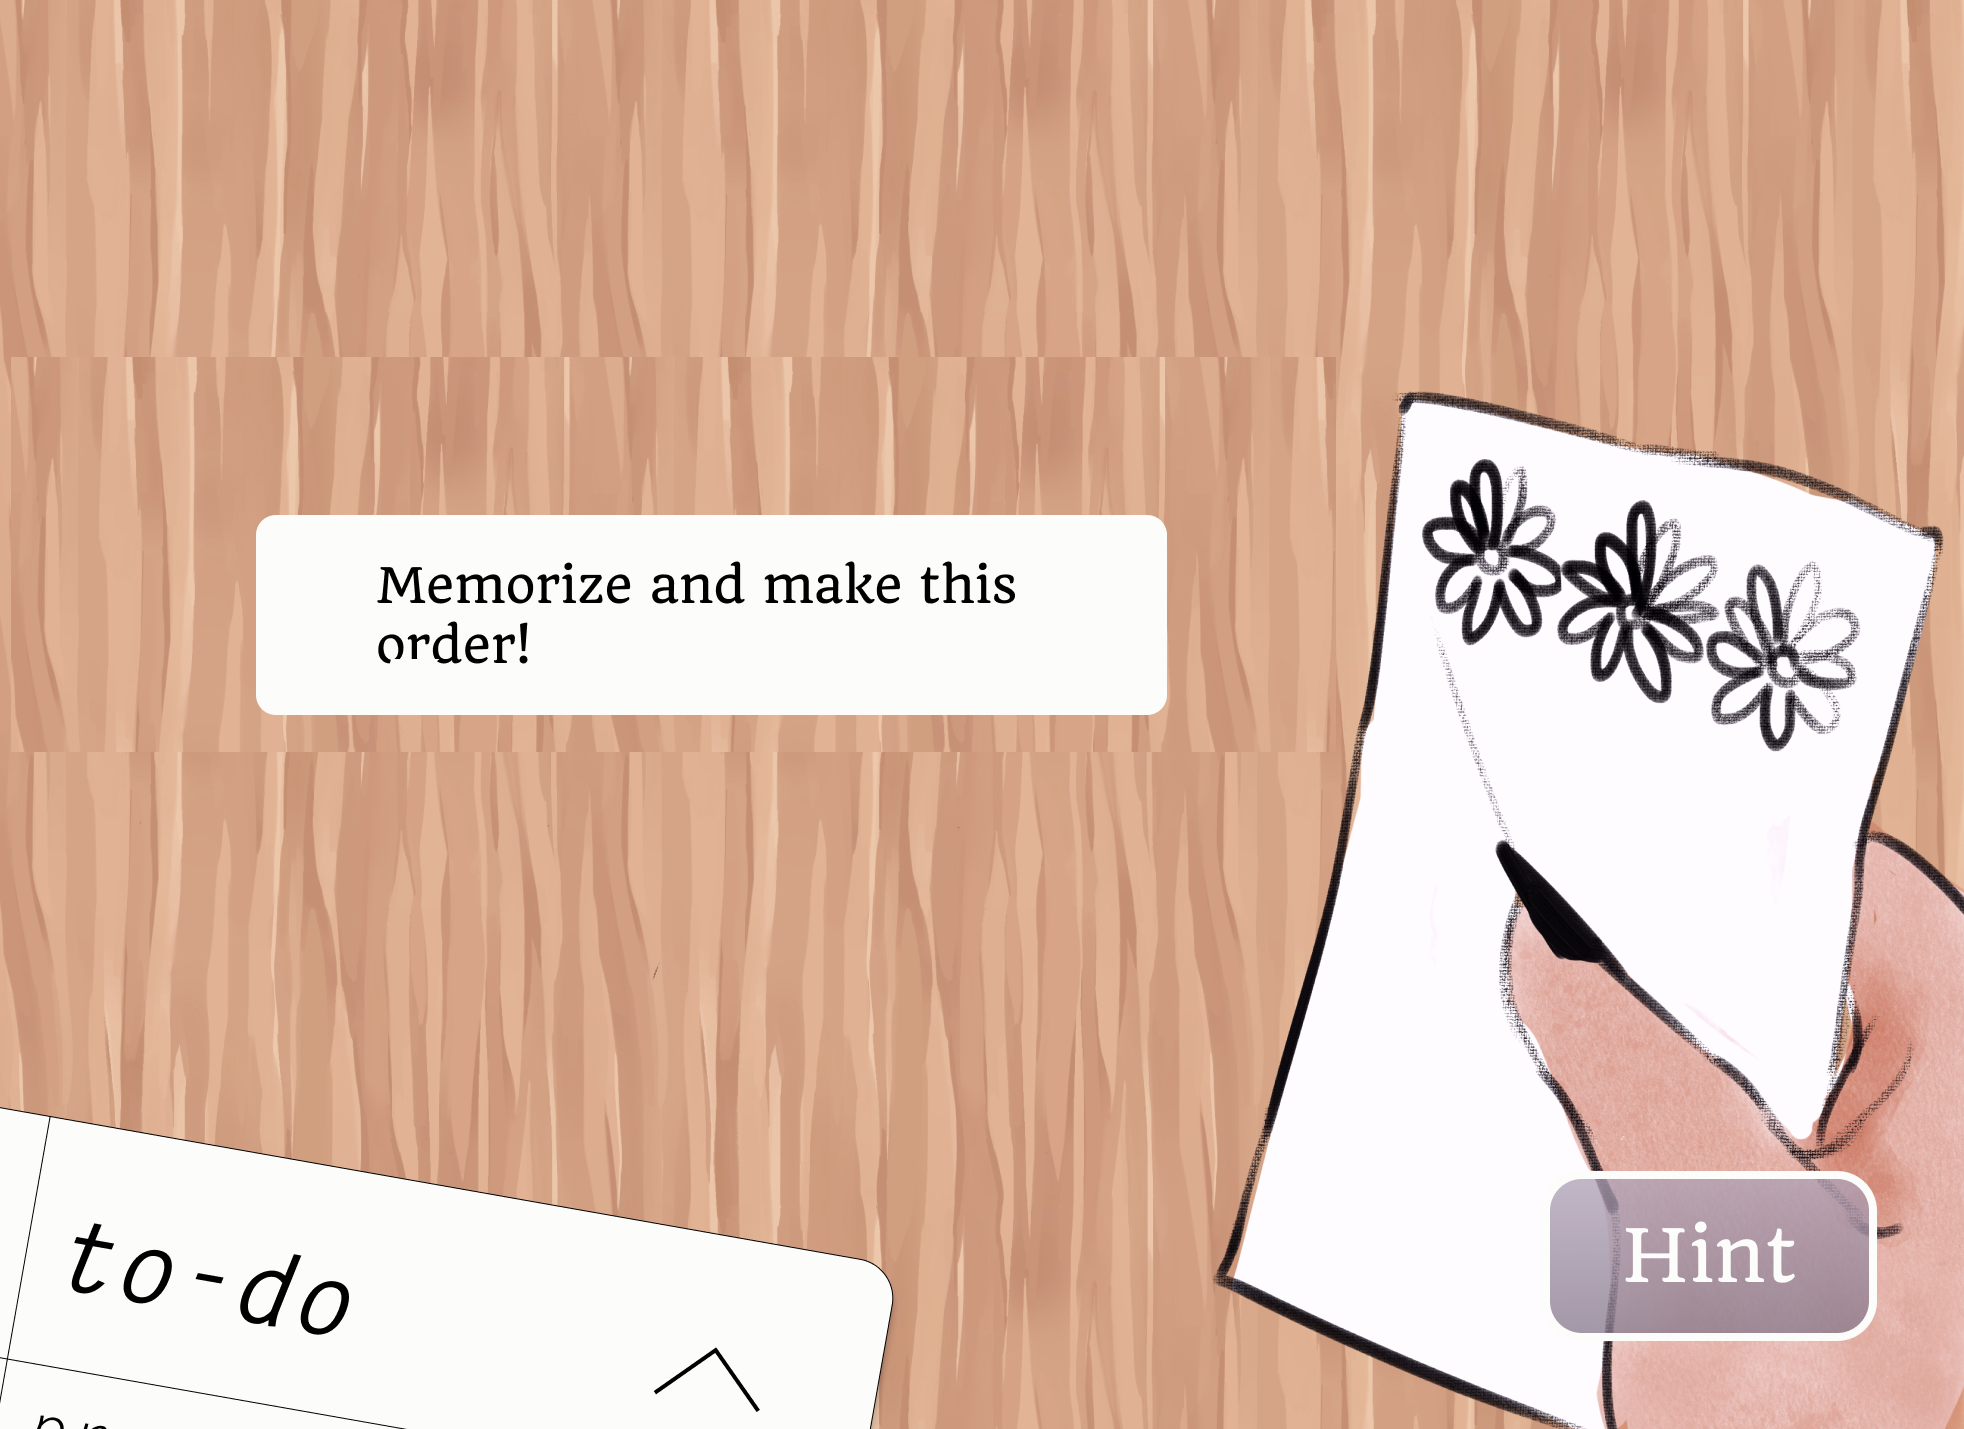 Memorize and make this
order!
Hint
to-do